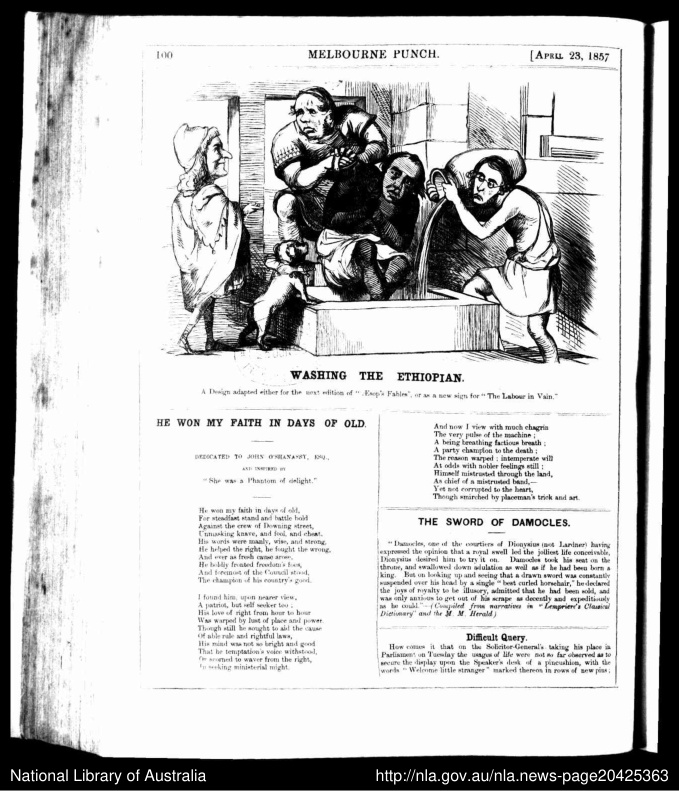 100
MELBOURNE PUNCH.
[APRIL 23, 1857
WASHING THE ETHIOPIAN.
A Design adapted either for the next edition of "Æsop's Fables", or as a new sign for "The Labour in Vain."
HE WON MY FAITH IN DAYS OF OLD.
DEDICATED TO JOHN O'SHANASSY, ESQ.,
AND INSPIRED BY
"She was a Phantom of delight."
He won my faith in days of old,
For steadfast stand and battle bold
Against the crew of Downing street,
Unmasking knave, and fool, and cheat.
His words were manly, wise, and strong,
He helped the right, he fought the wrong,
And ever as fresh cause arose,
He boldly fronted freedom's foes,
And foremost of the Council stood,
The champion of his country's good.
I found him, upon nearer view,
A patriot, but self seeker too;
His love of right from hour to hour
Was warped by lust of place and power.
Though still he sought to aid the cause
Of able rule and rightful laws,
His mind was not so bright and good
That he temptation's voice withstood,
Or scorned to waver from the right,
In seeking ministerial might.
And now I view with much chagrin
The very pulse of the machine;
A being breathing factious breath;
A party champion to the death;
The reason warped; intemperate will
At odds with nobler feelings still;
Himself mistrusted through the land,
As chief of a mistrusted band,—
Yet not corrupted to the heart,
Though smirched by placeman's trick and art.
THE SWORD OF DAMOCLES.
"Damocles, one of the courtiers of Dionysius (not Lardner) having
expressed the opinion that a royal swell led the jolliest life conceivable,
Dionysius desired him to try it on. Damocles took his seat on the
throne, and swallowed down adulation as well as if he had been born a
king. But on looking up and seeing that a drawn sword was constantly
suspended over his head by a single "best curled horsehair," he declared
the joys of royalty to be illusory, admitted that he had been sold, and
was only anxious to get out of his scrape as decently and expeditiously
as he could."—(Compiled from narratives in "Lempriere's Classical
Dictionary" and the M. M. Herald.)
Difficult Query.
How comes it that on the Solicitor-General's taking his place in
Parliament on Tuesday the usages of life were not so far observed as to
secure the display upon the Speaker's desk of a pincushion, with the
words "Welcome little stranger" marked thereon in rows of new pins;
National Library of Australia
http://nla.gov.au/nla.news-page20425363